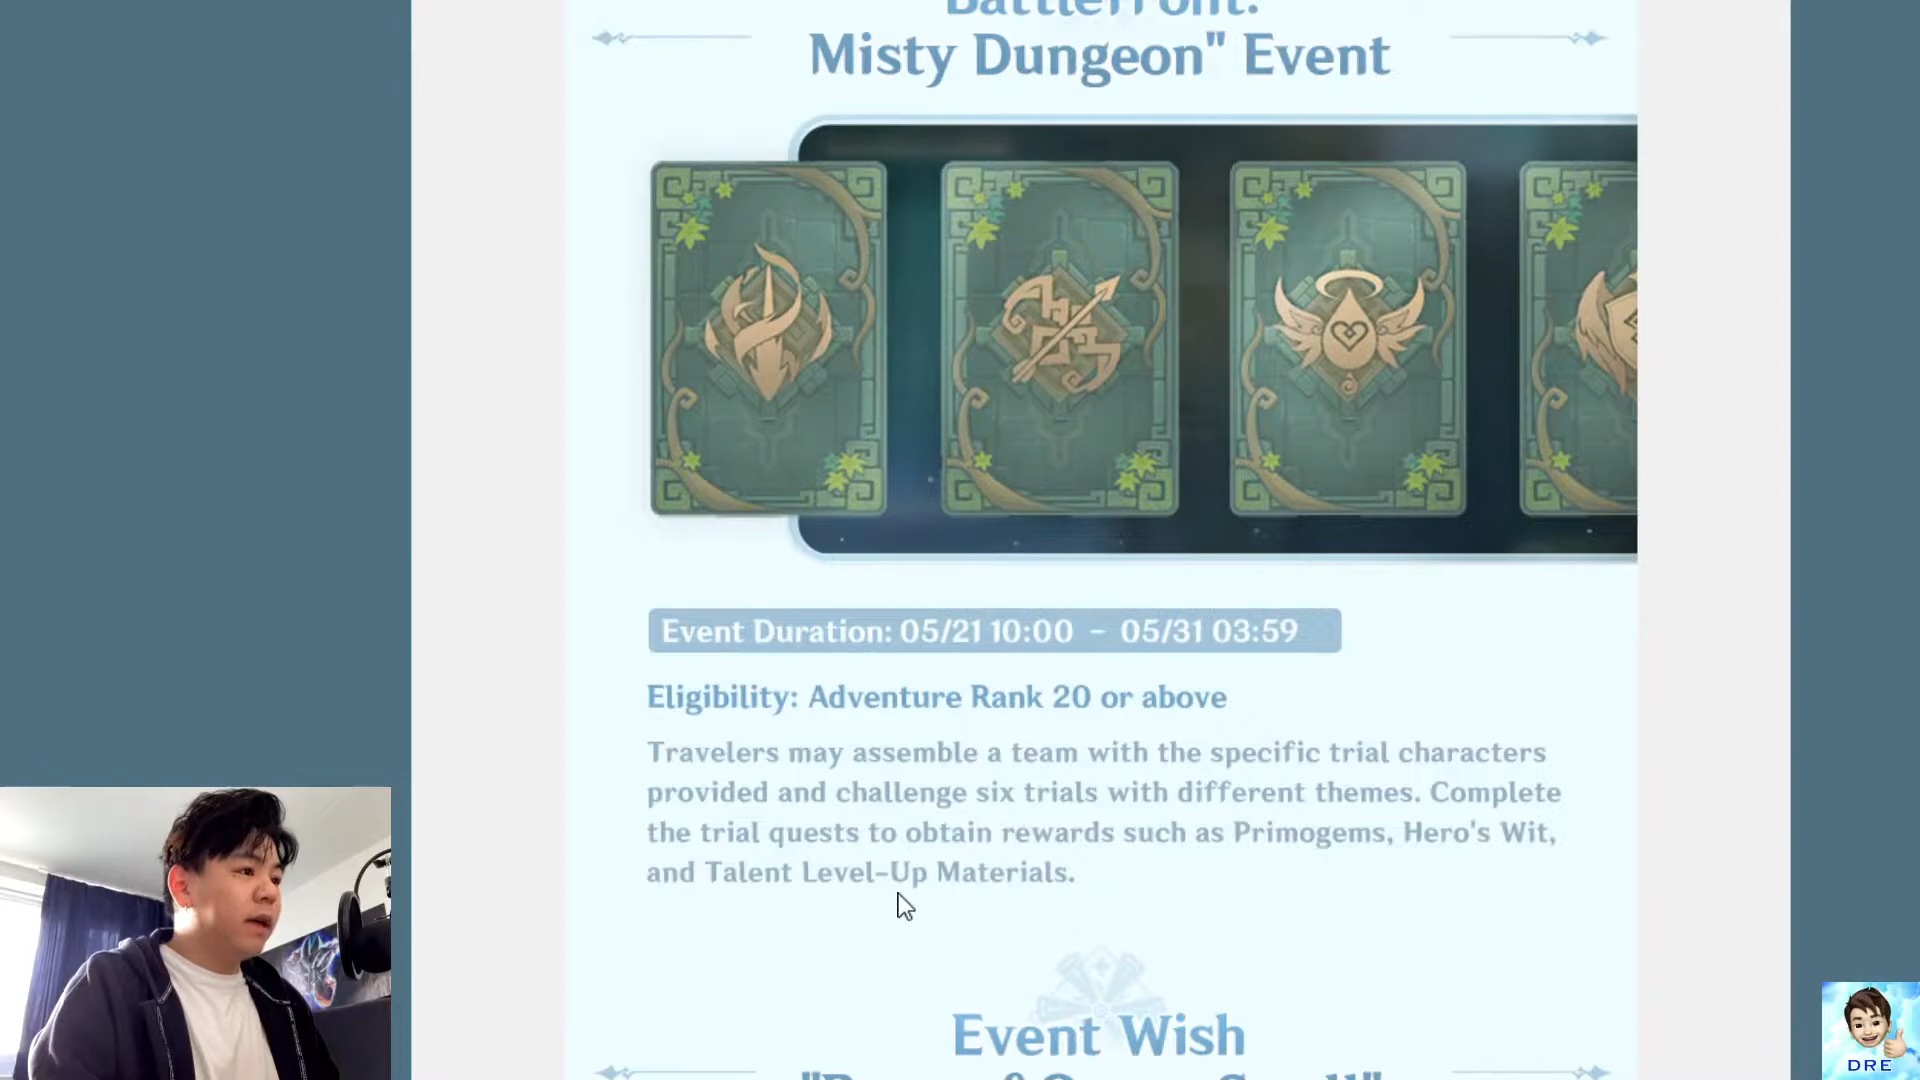 BattleFront:
Misty Dungeon" Event
Event Duration: 05/21 10:00 – 05/31 03:59
Eligibility: Adventure Rank 20 or above
Travelers may assemble a team with the specific trial characters
provided and challenge six trials with different themes. Complete
the trial quests to obtain rewards such as Primogems, Hero's Wit,
and Talent Level-Up Materials.
Event Wish
DRE